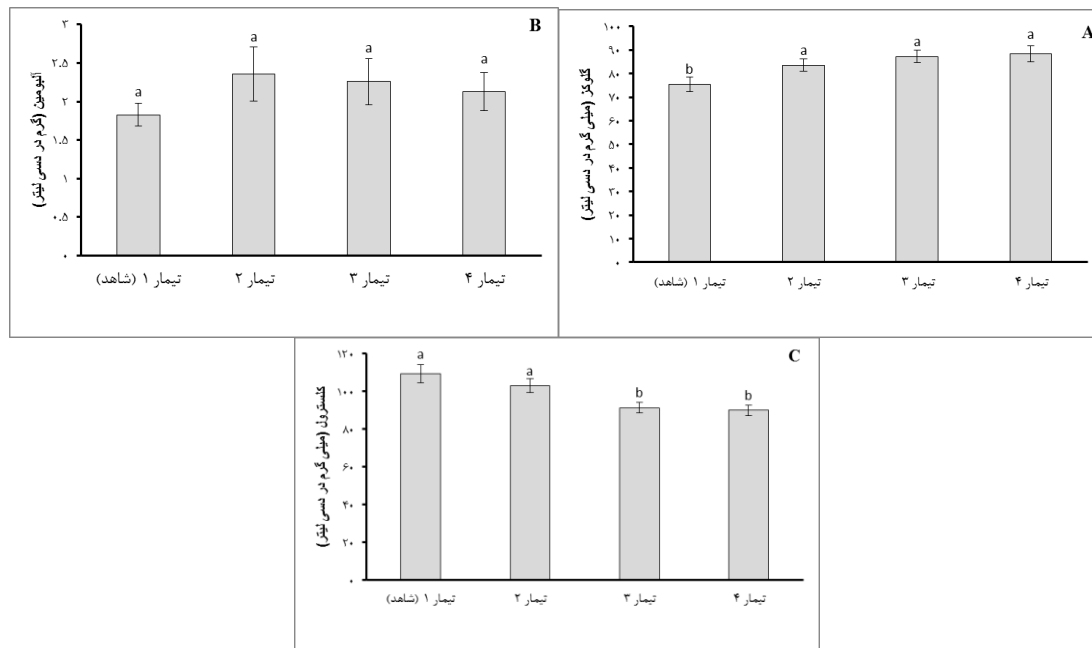 B
آلبومین (گرم در دسی لیتر)
۳
۲.۵
۲
۱.۵
۱
۰.۵
۰
a
a
a
a
تیمار ۱ (شاهد)
تیمار ۲
تیمار ۳
تیمار ۴
A
گلوکز (میلی گرم در دسی لیتر)
۱۰۰
۹۰
۸۰
۷۰
۶۰
۵۰
۴۰
۳۰
۲۰
۱۰
۰
b
a
a
a
تیمار ۱ (شاهد)
تیمار ۲
تیمار ۳
تیمار ۴
C
کلسترول (میلی گرم در دسی لیتر)
۱۲۰
۱۰۰
۸۰
۶۰
۴۰
۲۰
۰
a
a
b
b
تیمار ۱ (شاهد)
تیمار ۲
تیمار ۳
تیمار ۴